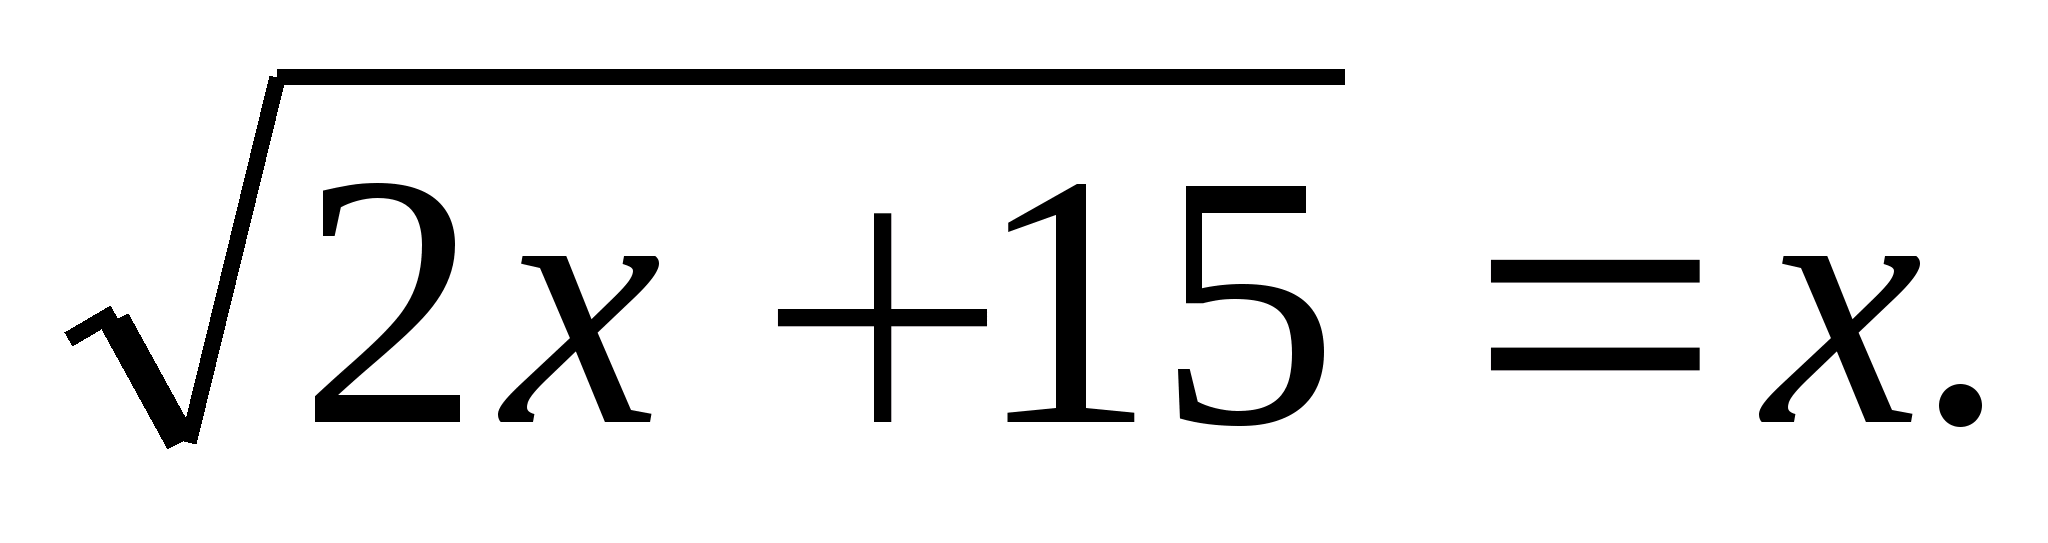 √(2x + 15) = x.